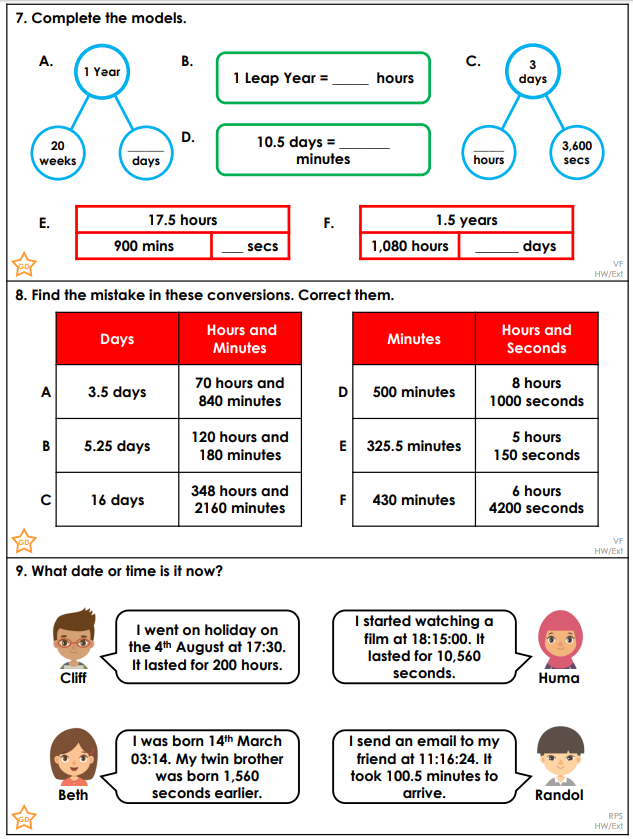 7. Complete the models.
A.
1 Year
20
weeks
_____
days
B.
1 Leap Year = _____ hours
D.
10.5 days = _______
minutes
C.
3
days
_____
hours
3,600
secs
E.
17.5 hours
900 mins
___ secs
F.
1.5 years
1,080 hours
______ days
GD
VF
HW/Ext
8. Find the mistake in these conversions. Correct them.
Days
Hours and
Minutes
A
3.5 days
70 hours and
840 minutes
B
5.25 days
120 hours and
180 minutes
C
16 days
348 hours and
2160 minutes
Minutes
Hours and
Seconds
D
500 minutes
8 hours
1000 seconds
E
325.5 minutes
5 hours
150 seconds
F
430 minutes
6 hours
4200 seconds
GD
VF
HW/Ext
9. What date or time is it now?
I went on holiday on
the 4th August at 17:30.
It lasted for 200 hours.
Cliff
I started watching a
film at 18:15:00. It
lasted for 10,560
seconds.
Huma
I was born 14th March
03:14. My twin brother
was born 1,560
seconds earlier.
Beth
I send an email to my
friend at 11:16:24. It
took 100.5 minutes to
arrive.
Randol
GD
RPS
HW/Ext